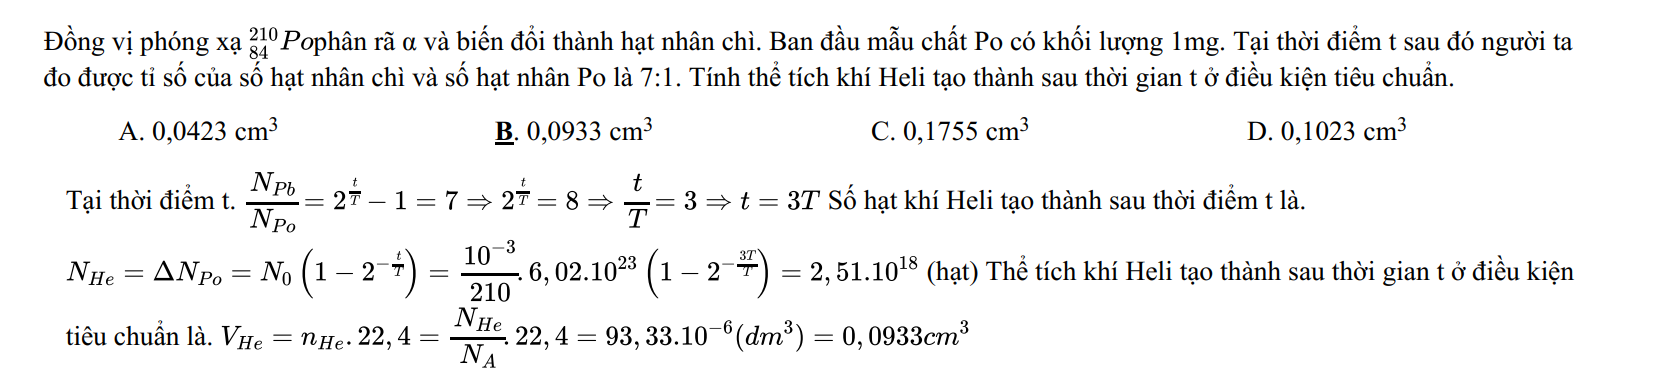 Đồng vị phóng xạ $^{210}_{84}Po$phân rã α và biến đổi thành hạt nhân chì. Ban đầu mẫu chất Po có khối lượng 1mg. Tại thời điểm t sau đó người ta
đo được tỉ số của số hạt nhân chì và số hạt nhân Po là 7:1. Tính thể tích khí Heli tạo thành sau thời gian t ở điều kiện tiêu chuẩn.
A. 0,0423 cm³ B. 0,0933 cm³ C. 0,1755 cm³ D. 0,1023 cm³
Tại thời điểm t. $\frac{N_{Pb}}{N_{Po}} = 2^{\frac{t}{T}} - 1 = 7 \Rightarrow 2^{\frac{t}{T}} = 8 \Rightarrow \frac{t}{T} = 3 \Rightarrow t = 3T$ Số hạt khí Heli tạo thành sau thời điểm t là.
$N_{He} = \Delta N_{Po} = N_0 \left(1 - 2^{-\frac{t}{T}}\right) = \frac{10^{-3}}{210}.6,02.10^{23} \left(1 - 2^{-\frac{3T}{T}}\right) = 2,51.10^{18}$ (hạt) Thể tích khí Heli tạo thành sau thời gian t ở điều kiện
tiêu chuẩn là. $V_{He} = n_{He}.22,4 = \frac{N_{He}}{N_A}.22,4 = 93,33.10^{-6}(dm^3) = 0,0933cm^3$